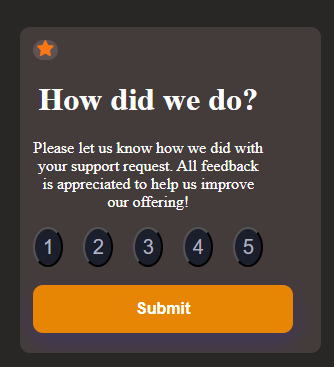 How did we do?
Please let us know how we did with
your support request. All feedback
is appreciated to help us improve
our offering!
1 2 3 4 5
Submit